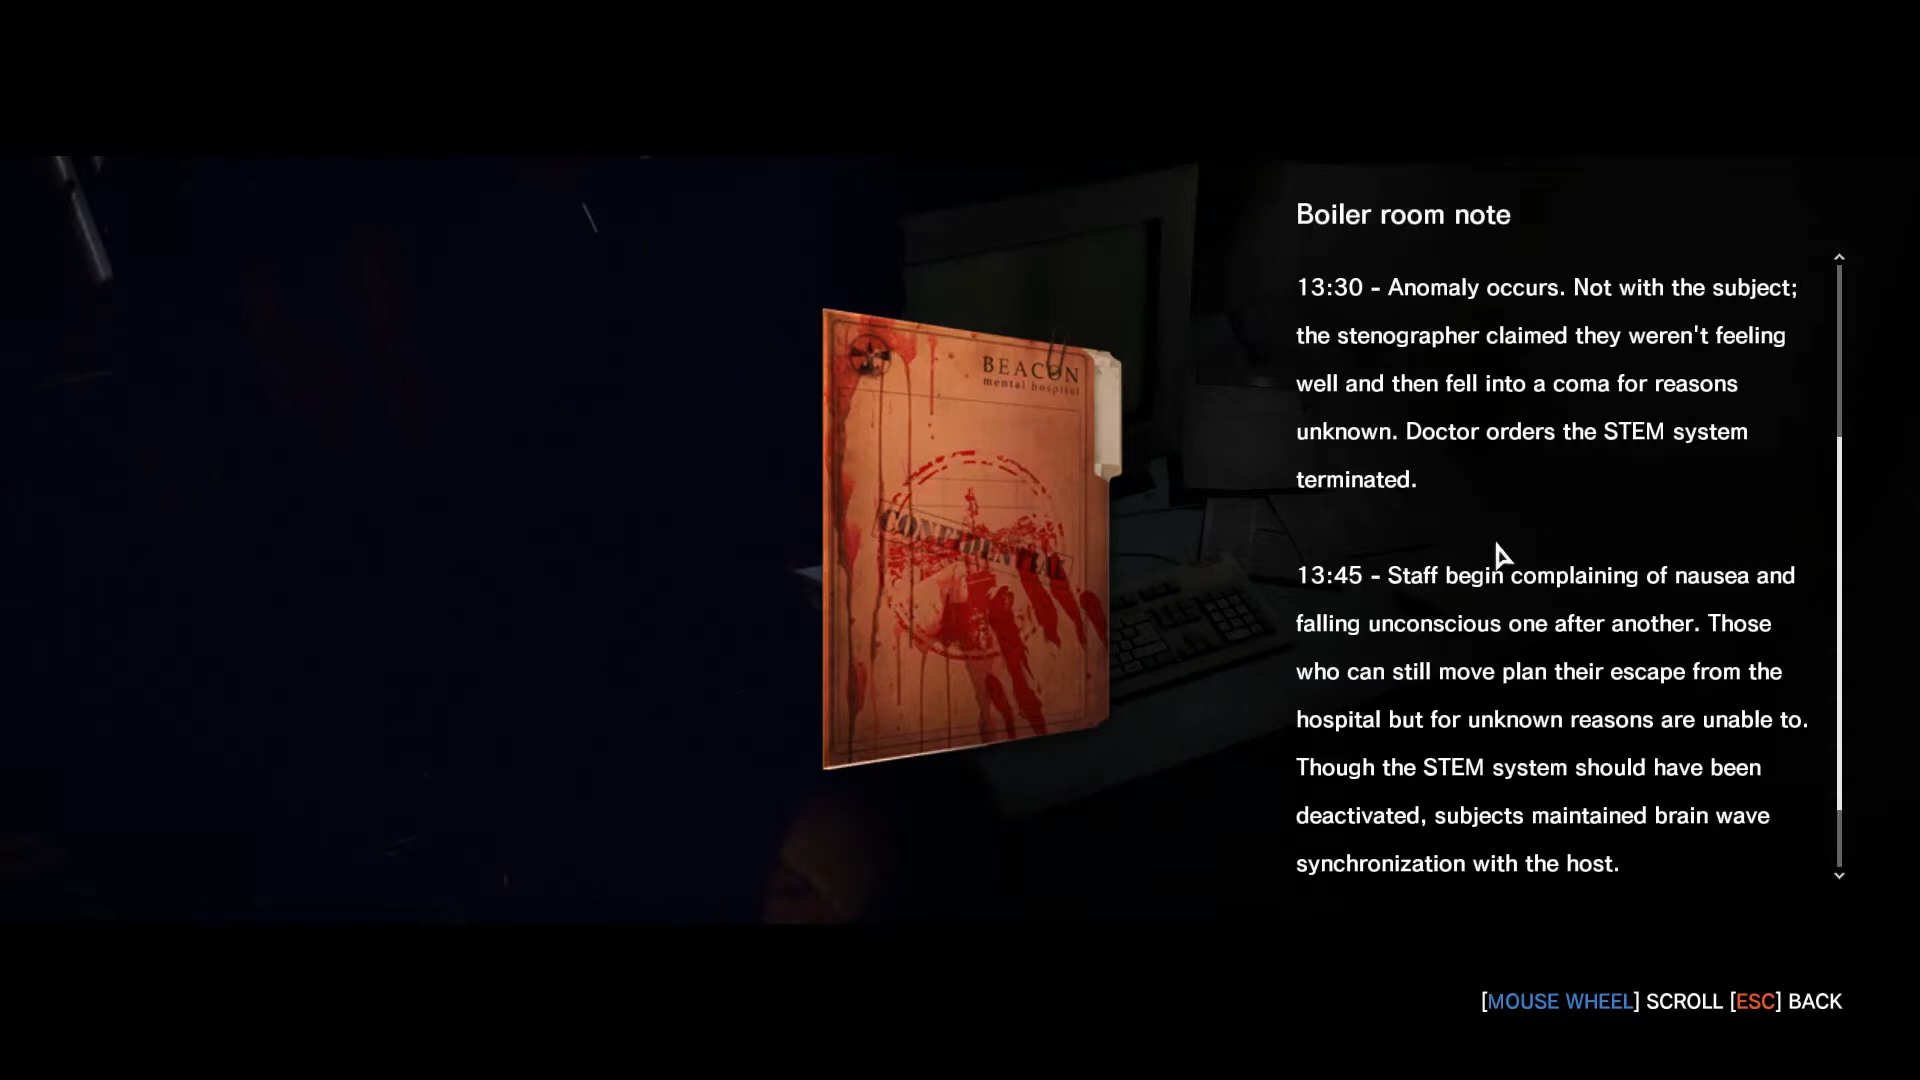 Boiler room note
13:30 - Anomaly occurs. Not with the subject;
the stenographer claimed they weren't feeling
well and then fell into a coma for reasons
unknown. Doctor orders the STEM system
terminated.
13:45 - Staff begin complaining of nausea and
falling unconscious one after another. Those
who can still move plan their escape from the
hospital but for unknown reasons are unable to.
Though the STEM system should have been
deactivated, subjects maintained brain wave
synchronization with the host.
BEACON
mental hospital
CONFIDENTIAL
[MOUSE WHEEL] SCROLL [ESC] BACK